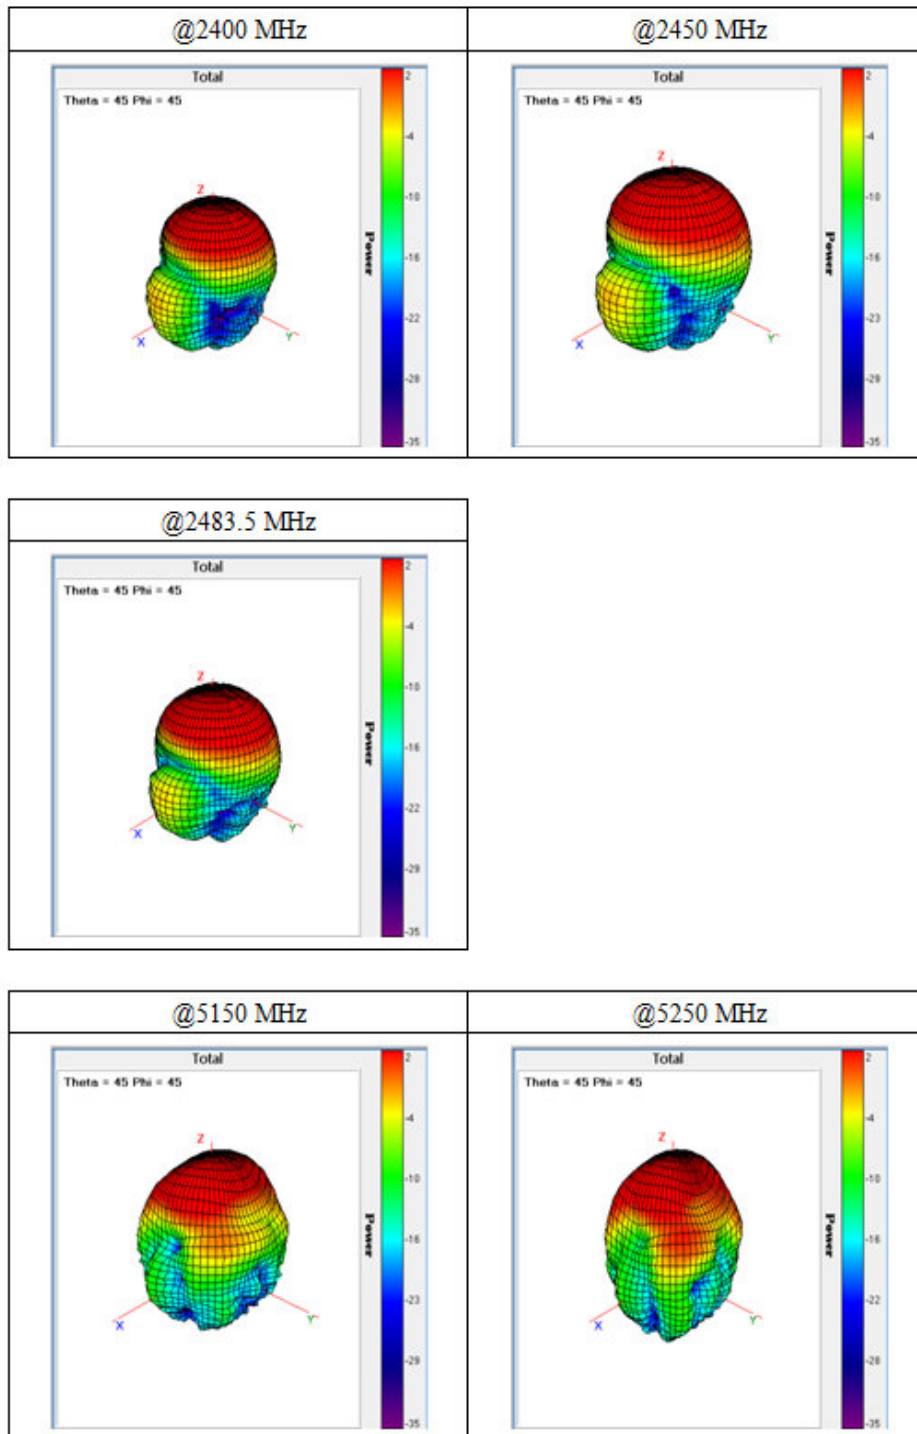 @2400 MHz @2450 MHz
Total Total
Theta = 45 Phi = 45 Theta = 45 Phi = 45
2 2
-4 -4
Z Z
-10 -10
Power Power
-16 -16
-22 -23
X Y X Y
-28 -29
-35 -35
@2483.5 MHz
Total
Theta = 45 Phi = 45
2
-4
Z
-10
Power
-16
-22
X Y
-29
-35
@5150 MHz @5250 MHz
Total Total
Theta = 45 Phi = 45 Theta = 45 Phi = 45
2 2
-4 -4
Z Z
-10 -10
Power Power
-16 -16
-23 -22
X Y X Y
-29 -28
-35 -35